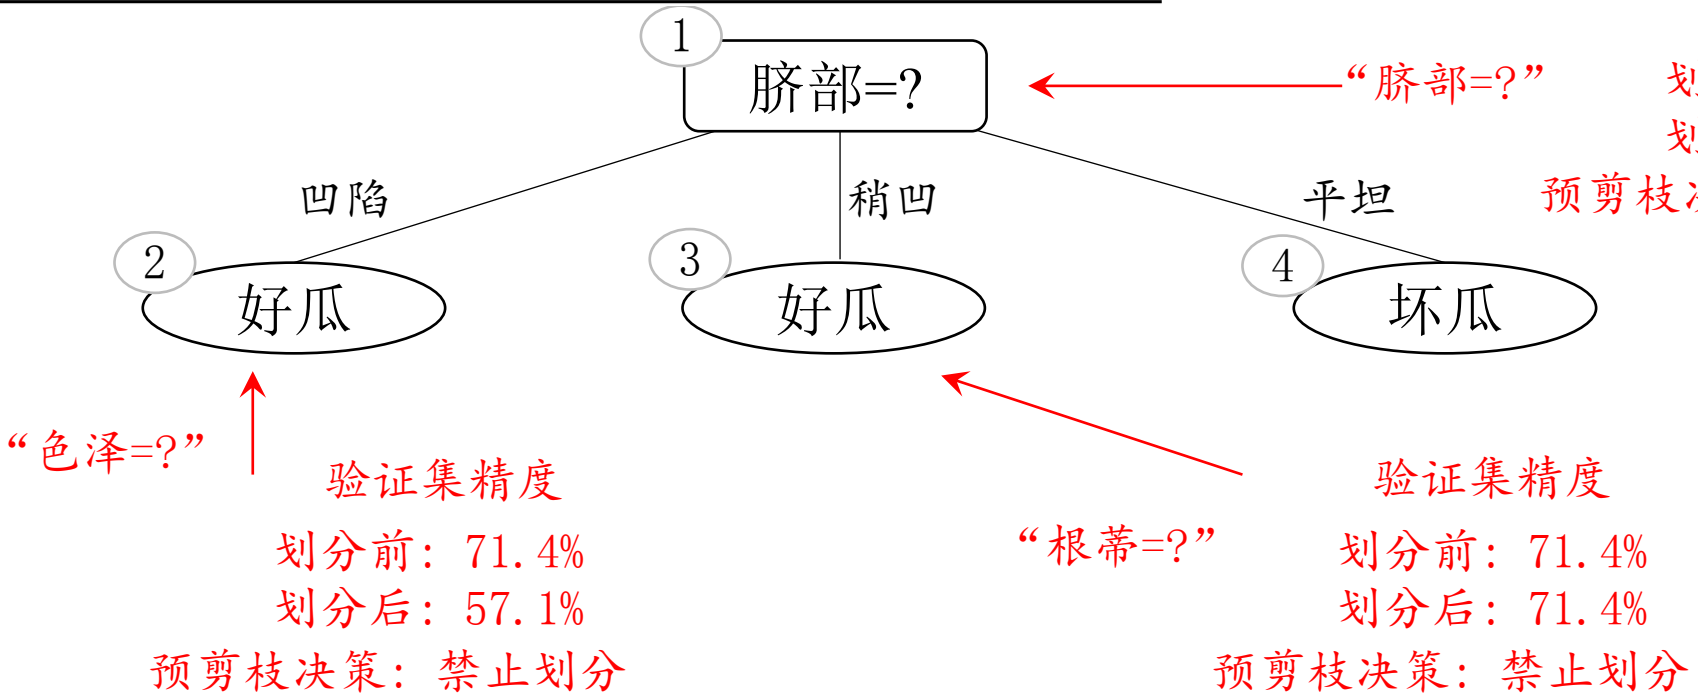 1
脐部=?
“脐部=?”
划
划
预剪枝决
凹陷
稍凹
平坦
2
好瓜
3
好瓜
4
坏瓜
“色泽=?”
验证集精度
划分前: 71.4%
划分后: 57.1%
预剪枝决策: 禁止划分
“根蒂=?”
验证集精度
划分前: 71.4%
划分后: 71.4%
预剪枝决策: 禁止划分